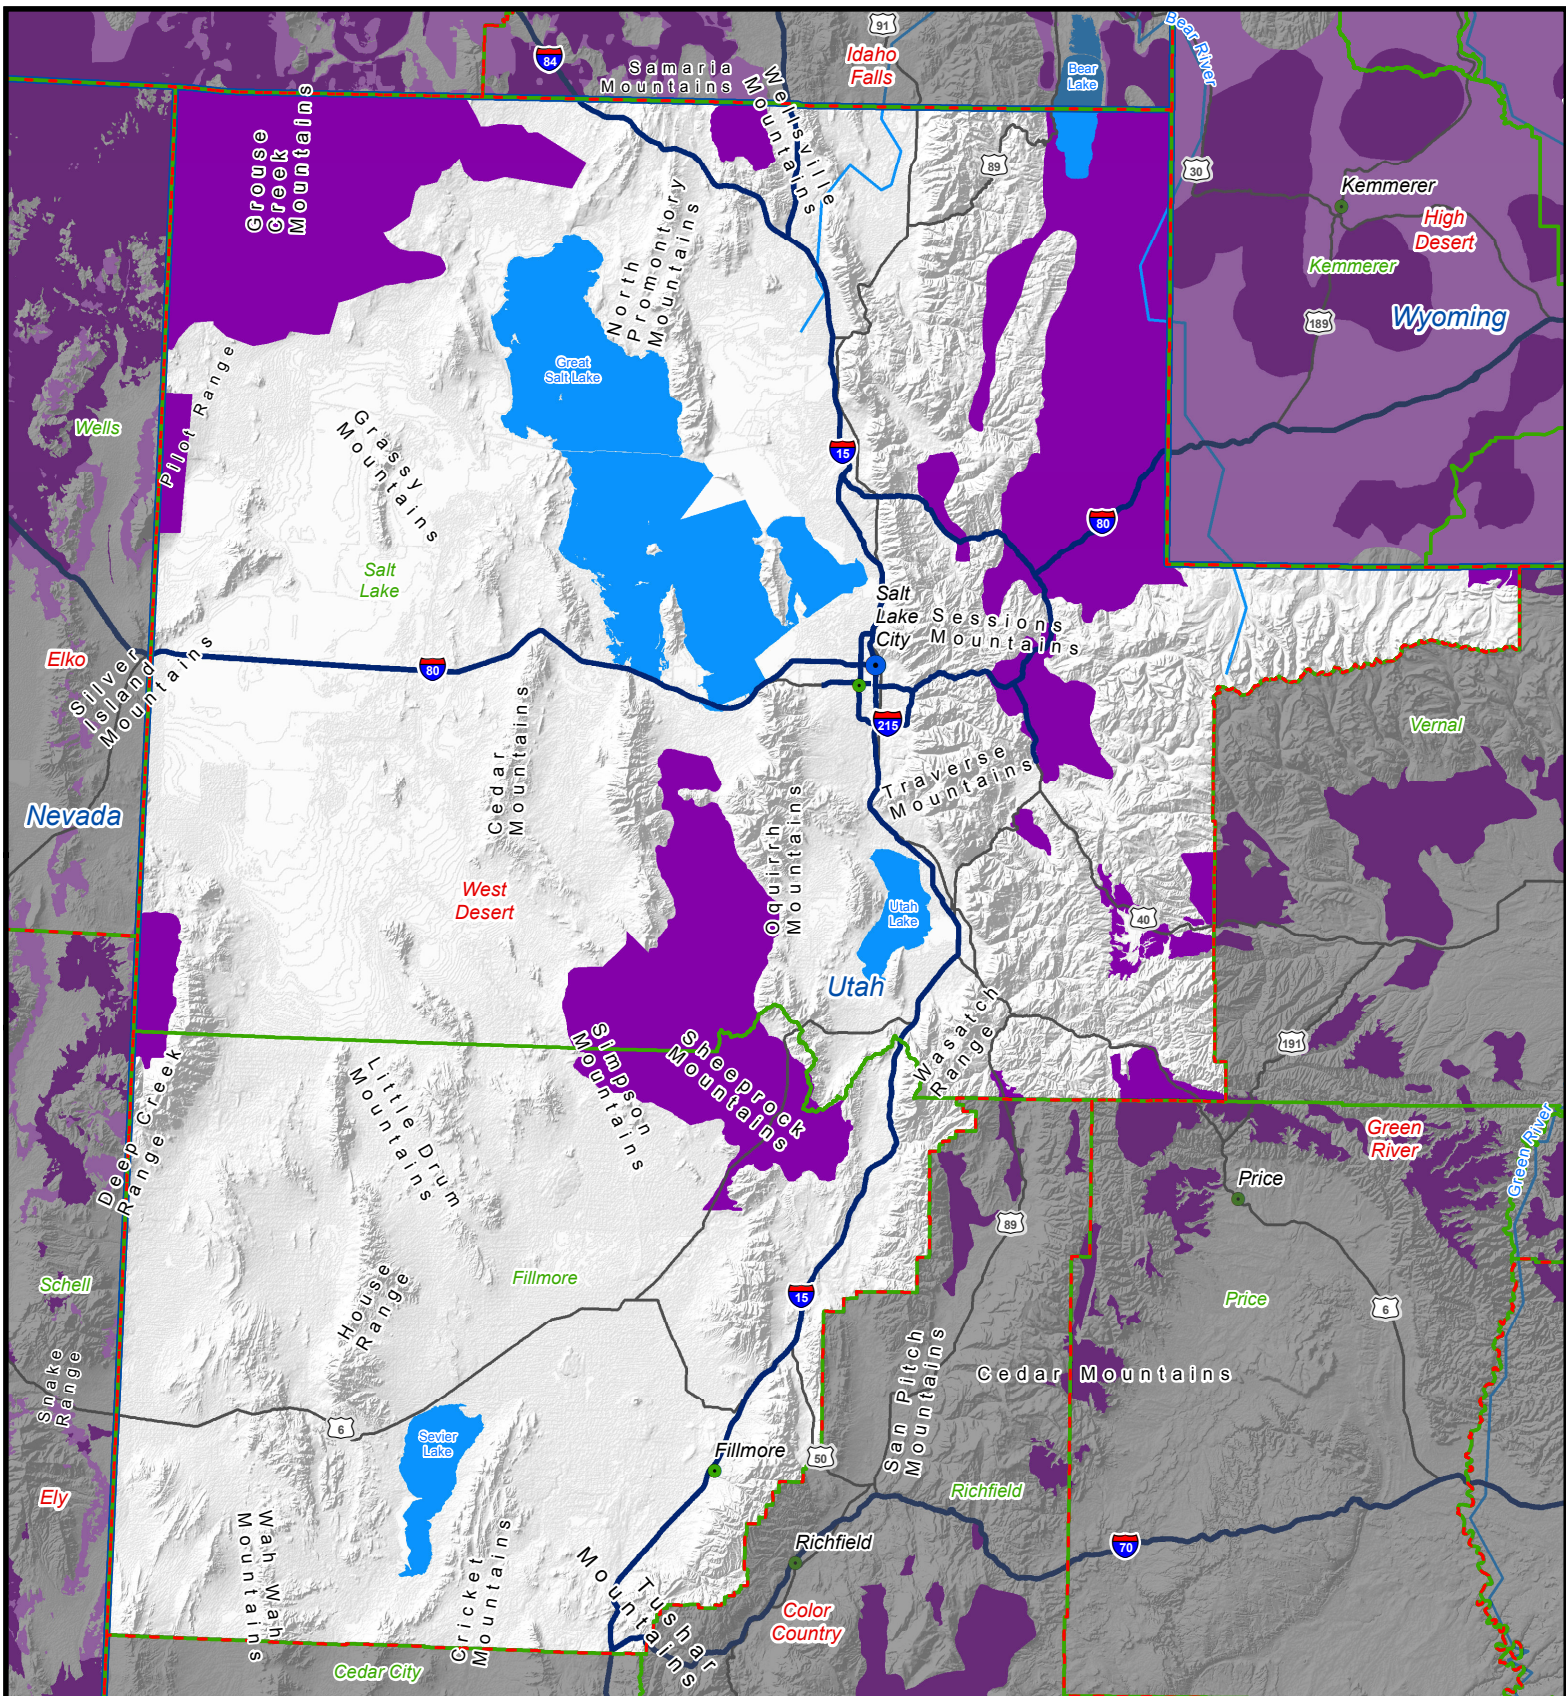 91
Bear River
Idaho
Falls
84
Samaria
Mountains
Wellsville
Mountains
Bear
Lake
Grouse
Creek
Mountains
89
30
Kemmerer
High
Desert
Kemmerer
North
Promontory
Mountains
189
Wyoming
Great
Salt Lake
Pilot Range
Wells
Grassy
Mountains
15
80
Salt
Lake
Salt
Lake
City
Sessions
Mountains
Elko
Silver
Island
Mountains
80
215
Vernal
Cedar
Mountains
Traverse
Mountains
Nevada
Oquirrh
Mountains
West
Desert
Utah
Lake
40
Utah
Simpson
Mountains
Sheeprock
Mountains
Wasatch
Range
191
Little Drum
Mountains
Deep Creek
Range
Green
River
Green River
Price
89
Schell
Fillmore
House
Range
15
Price
6
Snake
Range
San Pitch
Mountains
Cedar Mountains
6
Sevier
Lake
Fillmore
50
Ely
Richfield
Wah Wah
Mountains
Cricket
Mountains
Richfield
70
Tushar
Mountains
Color
Country
Cedar City